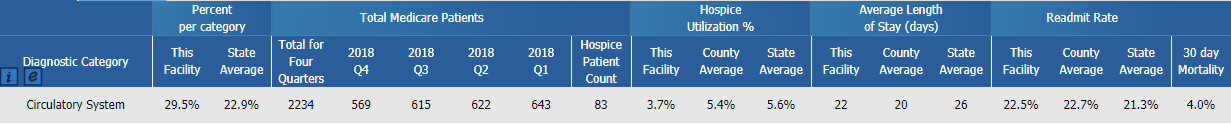 Percent per category
Total Medicare Patients
Hospice Utilization %
Average Length of Stay (days)
Readmit Rate
Diagnostic Category
This Facility
State Average
Total for Four Quarters
2018 Q4
2018 Q3
2018 Q2
2018 Q1
Hospice Patient Count
This Facility
County Average
State Average
This Facility
County Average
State Average
This Facility
County Average
State Average
30 day Mortality
i e
Circulatory System 29.5% 22.9% 2234 569 615 622 643 83 3.7% 5.4% 5.6% 22 20 26 22.5% 22.7% 21.3% 4.0%